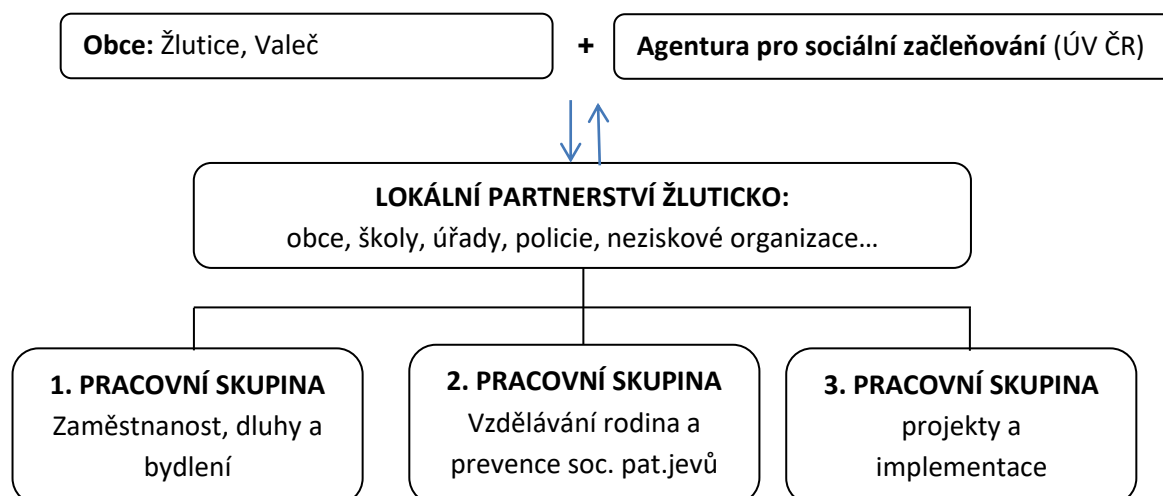 Obce: Žlutice, Valeč
+
Agentura pro sociální začleňování (ÚV ČR)
LOKÁLNÍ PARTNERSTVÍ ŽLUTICKO:
obce, školy, úřady, policie, neziskové organizace…
1. PRACOVNÍ SKUPINA
Zaměstnanost, dluhy a
bydlení
2. PRACOVNÍ SKUPINA
Vzdělávání rodina a
prevence soc. pat.jevů
3. PRACOVNÍ SKUPINA
projekty a
implementace